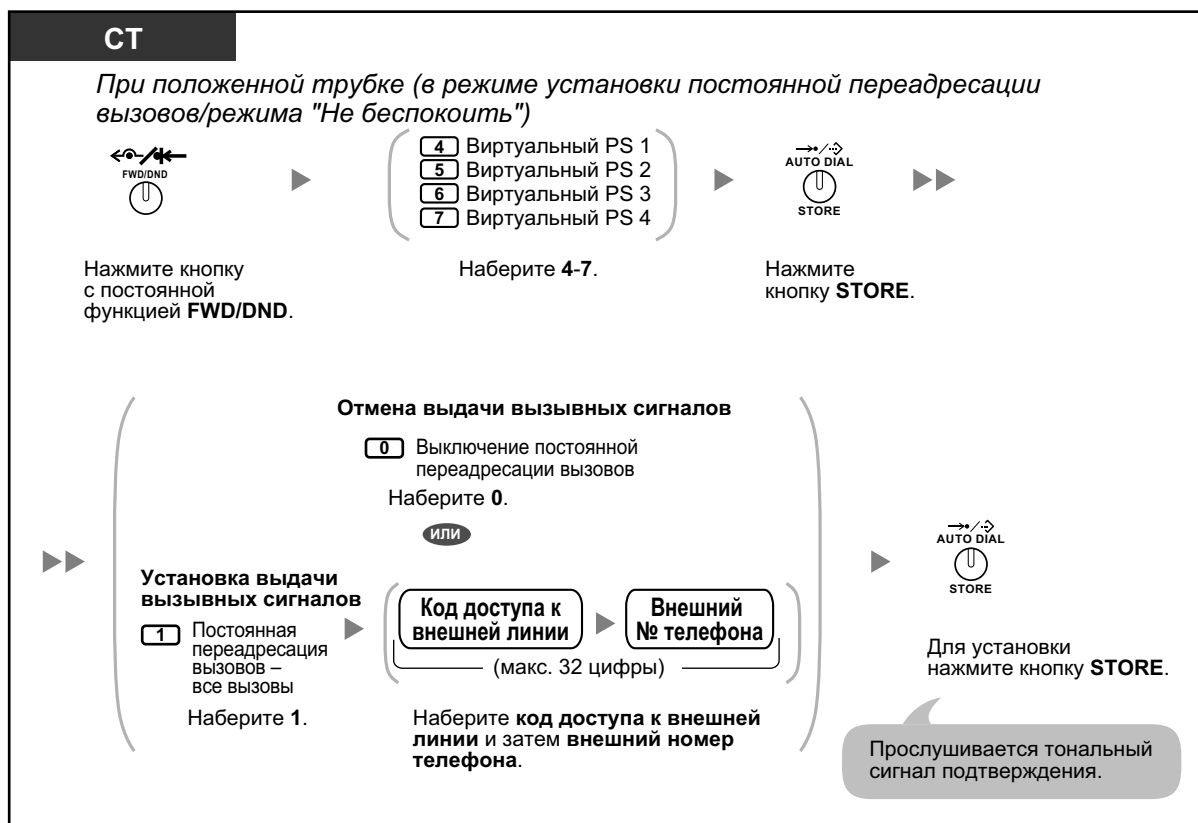 СТ
При положенной трубке (в режиме установки постоянной переадресации
вызовов/режима "Не беспокоить")
FWD/DND
4 Виртуальный PS 1
5 Виртуальный PS 2
6 Виртуальный PS 3
7 Виртуальный PS 4
AUTO DIAL
STORE
Нажмите кнопку
с постоянной
функцией FWD/DND.
Наберите 4-7.
Нажмите
кнопку STORE.
Отмена выдачи вызывных сигналов
0 Выключение постоянной
переадресации вызовов
Наберите 0.
ИЛИ
Установка выдачи
вызывных сигналов
1 Постоянная
переадресация
вызовов –
все вызовы
Наберите 1.
Код доступа к
внешней линии
Внешний
№ телефона
(макс. 32 цифры)
Наберите код доступа к внешней
линии и затем внешний номер
телефона.
AUTO DIAL
STORE
Для установки
нажмите кнопку STORE.
Прослушивается тональный
сигнал подтверждения.